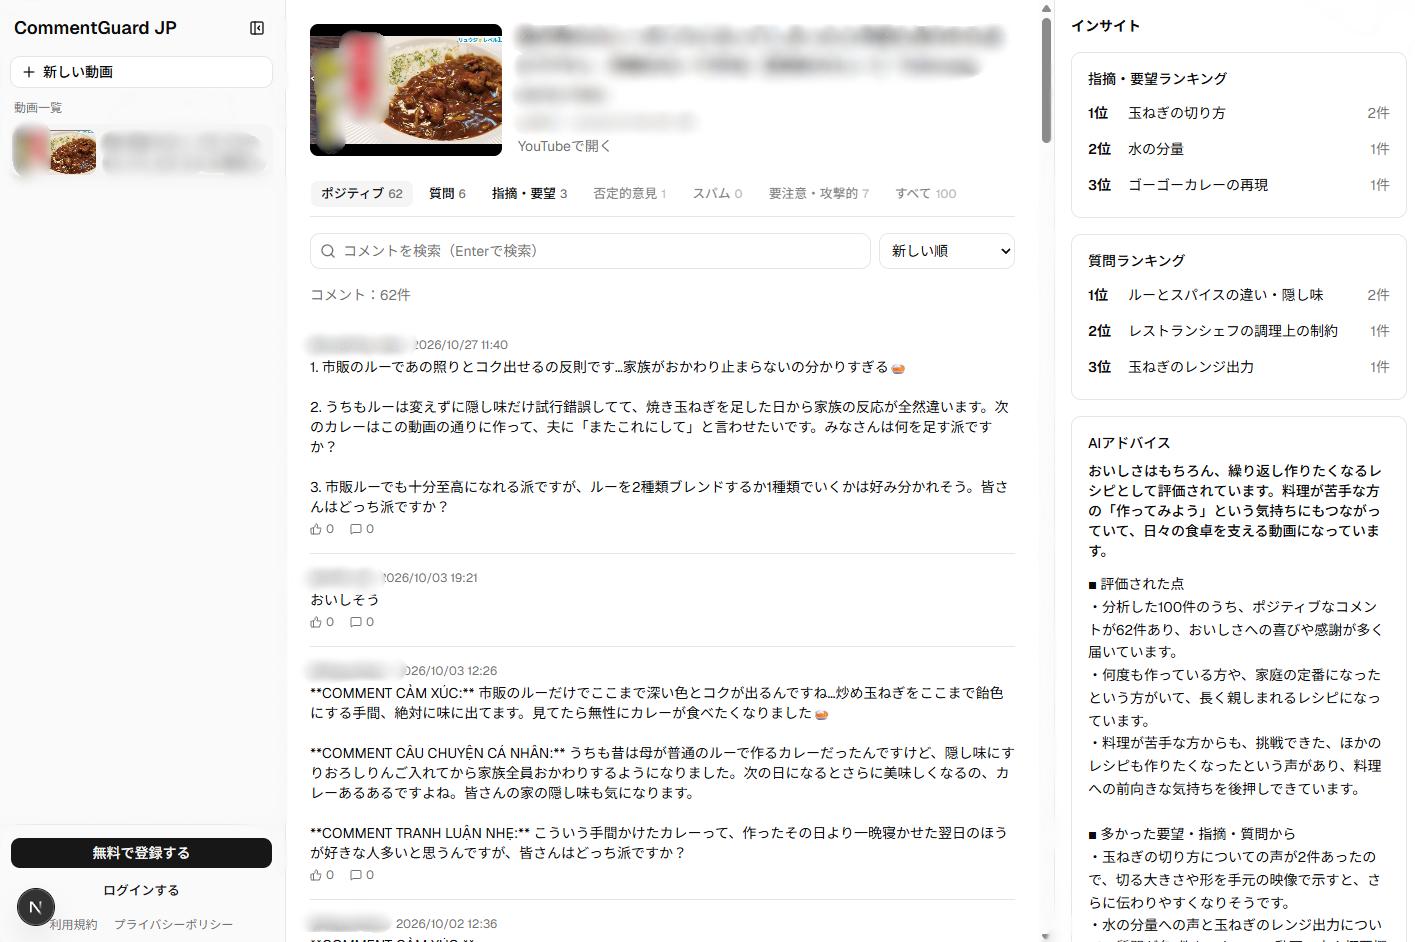 CommentGuard JP
新しい動画
動画一覧
無料で登録する
ログインする
N
利用規約 プライバシーポリシー
YouTubeで開く
ポジティブ 62 質問 6 指摘・要望 3 否定的意見 1 スパム 0 要注意・攻撃的 7 すべて 100
コメントを検索（Enterで検索） 新しい順
コメント：62件
2026/10/27 11:40
1. 市販のルーであの照りとコク出せるの反則です…家族がおかわり止まらないの分かりすぎる🍛
2. うちもルーは変えずに隠し味だけ試行錯誤してて、焼き玉ねぎを足した日から家族の反応が全然違います。次
のカレーはこの動画の通りに作って、夫に「またこれにして」と言わせたいです。みなさんは何を足す派です
か？
3. 市販ルーでも十分至高になれる派ですが、ルーを2種類ブレンドするか1種類でいくかは好み分かれそう。皆さ
んはどっち派ですか？
0 0
2026/10/03 19:21
おいしそう
0 0
026/10/03 12:26
**COMMENT CẢM XÚC:** 市販のルーだけでここまで深い色とコクが出るんですね…炒め玉ねぎをここまで飴色
にする手間、絶対に味に出てます。見てたら無性にカレーが食べたくなりました🍛
**COMMENT CÂU CHUYỆN CÁ NHÂN:** うちも昔は母が普通のルーで作るカレーだったんですけど、隠し味にす
りおろしりんご入れてから家族全員おかわりするようになりました。次の日になるとさらに美味しくなるの、カ
レーあるあるですよね。皆さんの家の隠し味も気になります。
**COMMENT TRANH LUẬN NHẸ:** こういう手間かけたカレーって、作ったその日より一晩寝かせた翌日のほう
が好きな人多いと思うんですが、皆さんはどっち派ですか？
0 0
2026/10/02 12:36
インサイト
指摘・要望ランキング
1位 玉ねぎの切り方 2件
2位 水の分量 1件
3位 ゴーゴーカレーの再現 1件
質問ランキング
1位 ルーとスパイスの違い・隠し味 2件
2位 レストランシェフの調理上の制約 1件
3位 玉ねぎのレンジ出力 1件
AIアドバイス
おいしさはもちろん、繰り返し作りたくなるレ
シピとして評価されています。料理が苦手な方
の「作ってみよう」という気持ちにもつながっ
ていて、日々の食卓を支える動画になっていま
す。
■ 評価された点
・分析した100件のうち、ポジティブなコメン
トが62件あり、おいしさへの喜びや感謝が多く
届いています。
・何度も作っている方や、家庭の定番になった
という方がいて、長く親しまれるレシピになっ
ています。
・料理が苦手な方からも、挑戦できた、ほかの
レシピも作りたくなったという声があり、料理
への前向きな気持ちを後押しできています。
■ 多かった要望・指摘・質問から
・玉ねぎの切り方についての声が2件あったの
で、切る大きさや形を手元の映像で示すと、さ
らに伝わりやすくなりそうです。
・水の分量への声と玉ねぎのレンジ出力につい